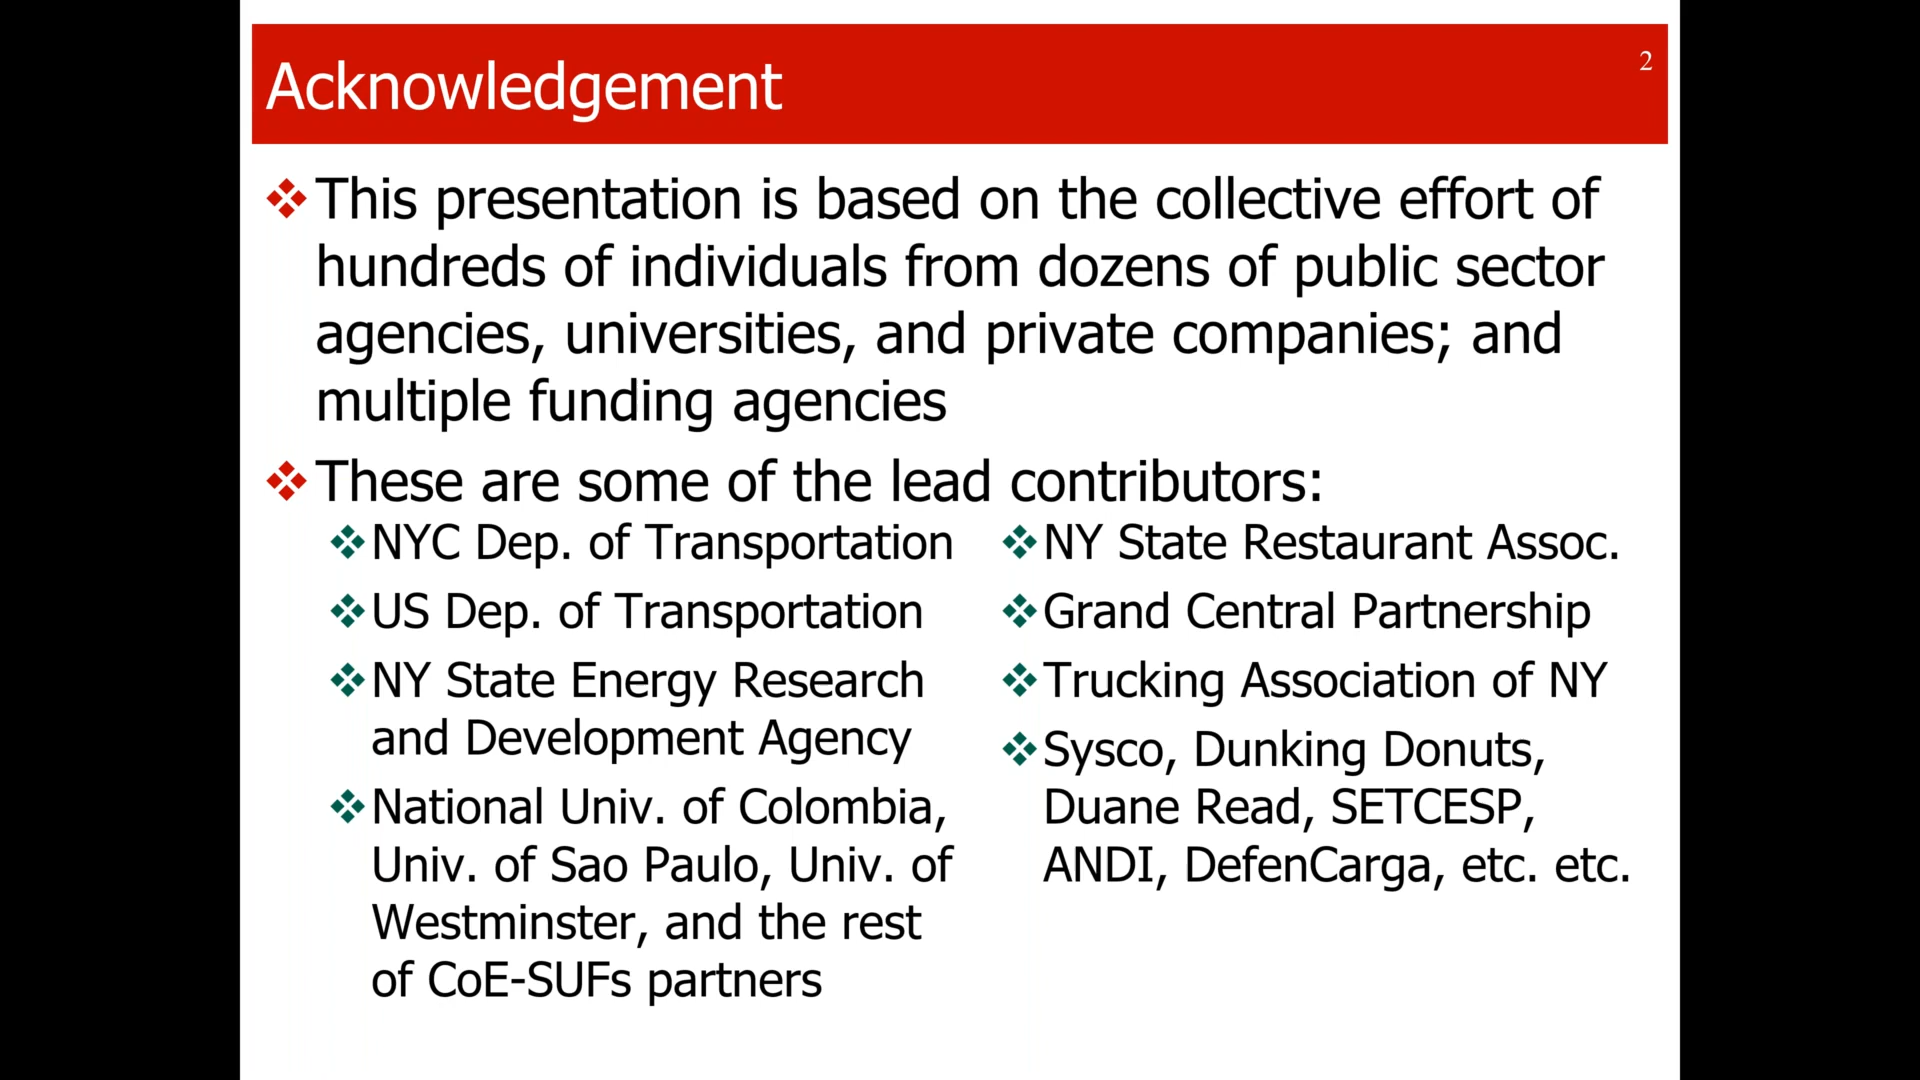 Acknowledgement
2
This presentation is based on the collective effort of
hundreds of individuals from dozens of public sector
agencies, universities, and private companies; and
multiple funding agencies
These are some of the lead contributors:
NYC Dep. of Transportation
US Dep. of Transportation
NY State Energy Research
and Development Agency
National Univ. of Colombia,
Univ. of Sao Paulo, Univ. of
Westminster, and the rest
of CoE-SUFs partners
NY State Restaurant Assoc.
Grand Central Partnership
Trucking Association of NY
Sysco, Dunking Donuts,
Duane Read, SETCESP,
ANDI, DefenCarga, etc. etc.